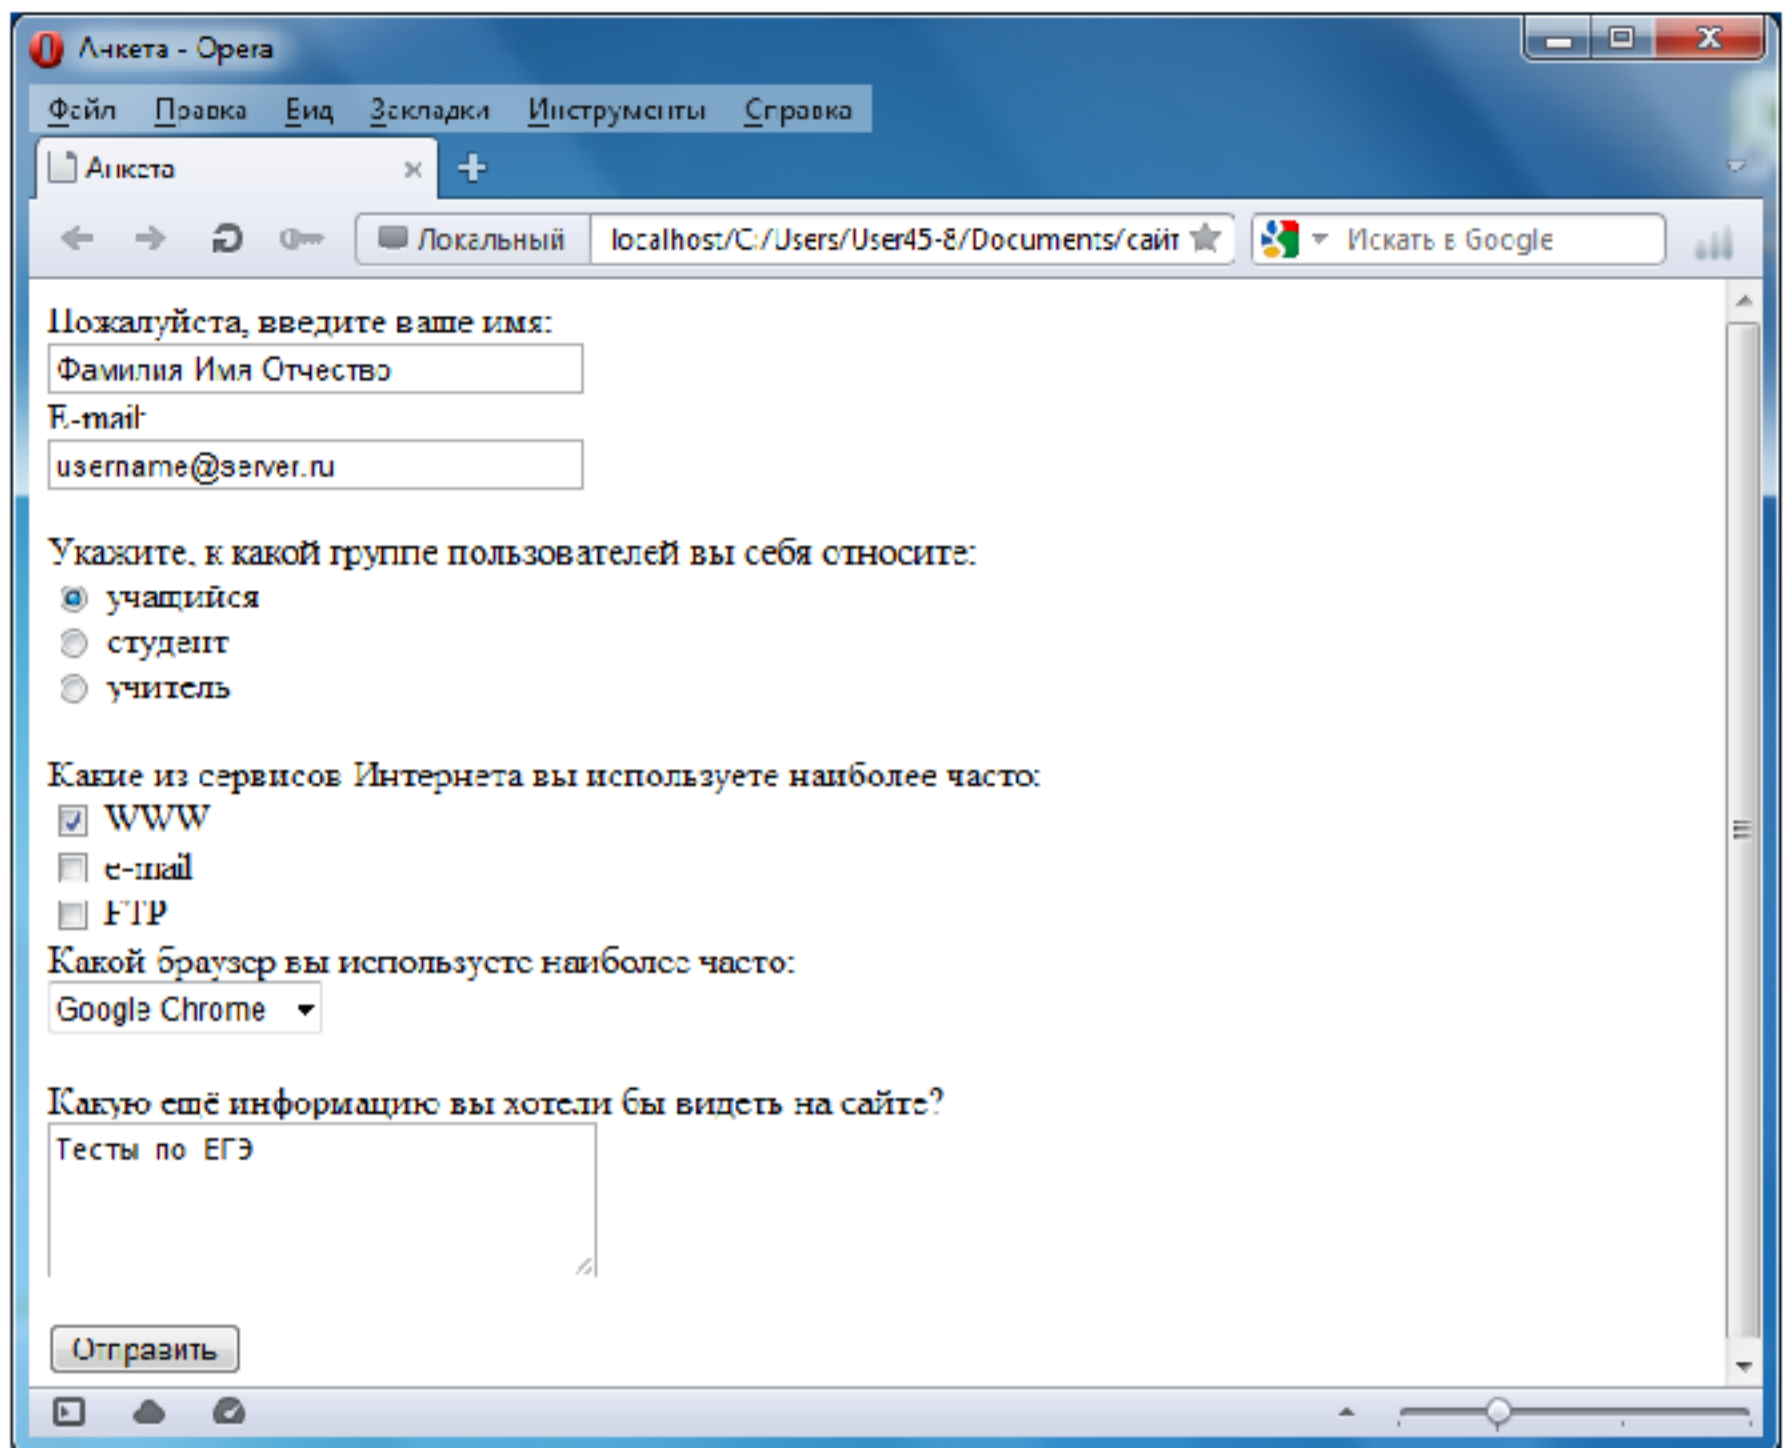 Анкета - Opera
Файл Правка Вид Закладки Инструменты Справка
Анкета
Локальный localhost/C:/Users/User45-8/Documents/сайт Искать в Google
Пожалуйста, введите ваше имя:
Фамилия Имя Отчество
E-mail:
username@server.ru
Укажите, к какой группе пользователей вы себя относите:
учащийся
студент
учитель
Какие из сервисов Интернета вы используете наиболее часто:
WWW
e-mail
FTP
Какой браузер вы используете наиболее часто:
Google Chrome
Какую ещё информацию вы хотели бы видеть на сайте?
Тесты по ЕГЭ
Отправить